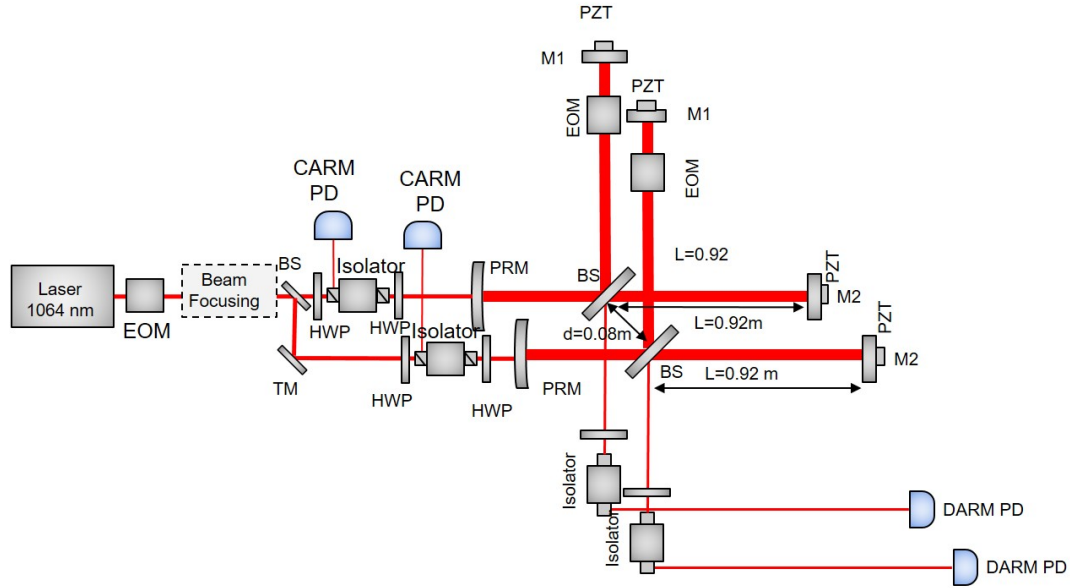 PZT
M1
PZT
M1
EOM
EOM
CARM
PD
CARM
PD
Laser
1064 nm
EOM
Beam
Focusing
BS
Isolator
HWP
HWP
Isolator
TM
HWP
HWP
PRM
PRM
BS
L=0.92
PZT
M2
L=0.92m
d=0.08m
PZT
M2
BS
L=0.92 m
Isolator
Isolator
DARM PD
DARM PD